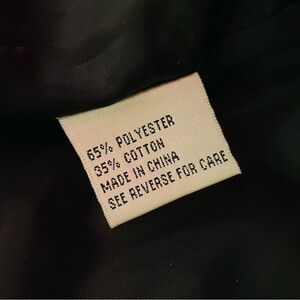 65% POLYESTER
35% COTTON
MADE IN CHINA
SEE REVERSE FOR CARE